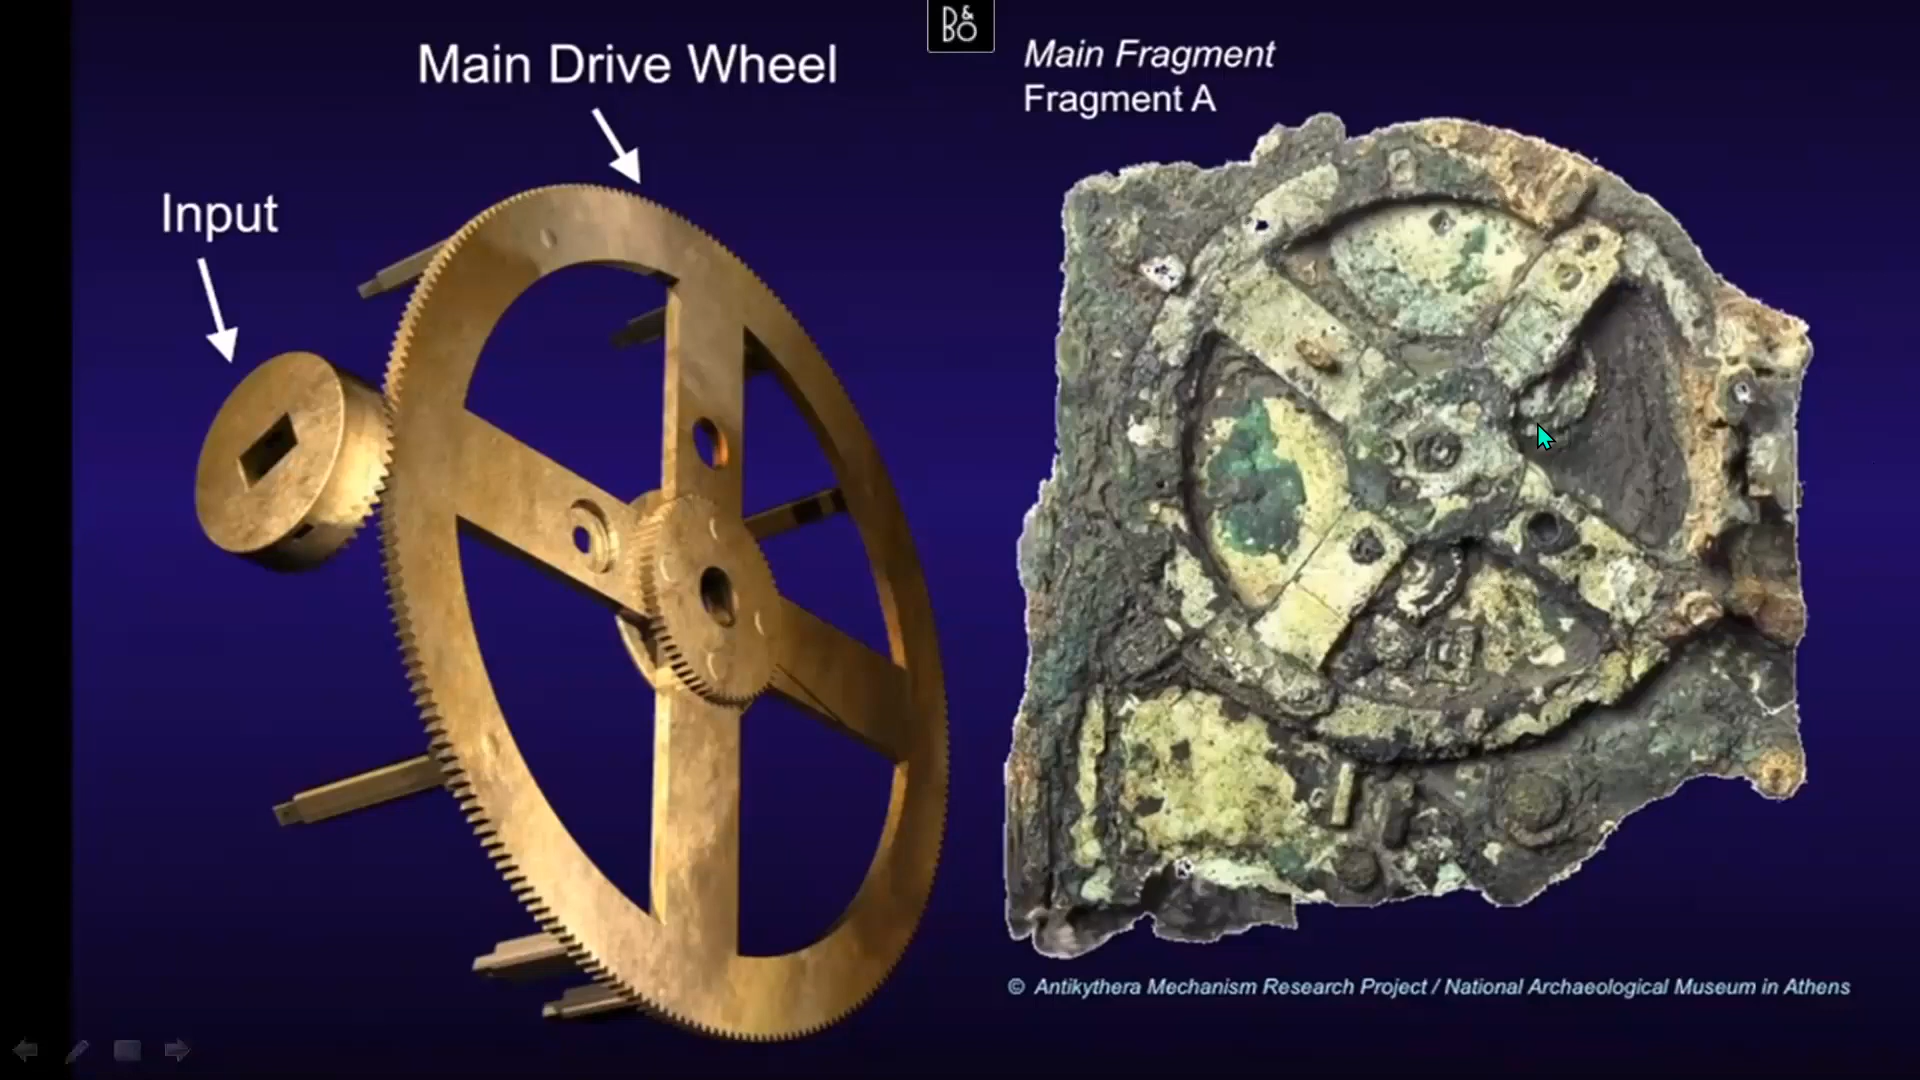 Main Drive Wheel
Input
B&O
Main Fragment
Fragment A
© Antikythera Mechanism Research Project / National Archaeological Museum in Athens